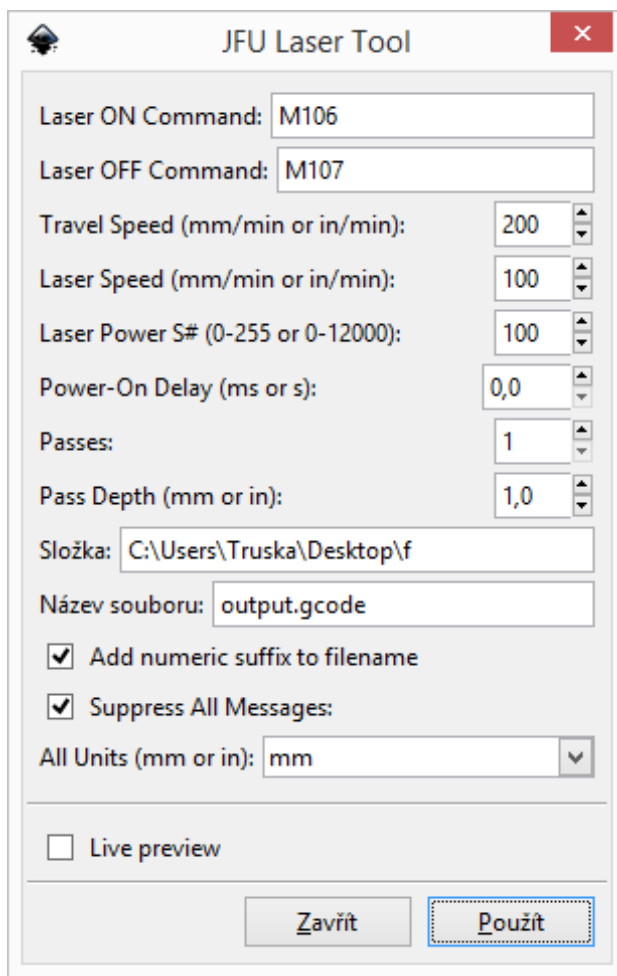 JFU Laser Tool
Laser ON Command: M106
Laser OFF Command: M107
Travel Speed (mm/min or in/min): 200
Laser Speed (mm/min or in/min): 100
Laser Power S# (0-255 or 0-12000): 100
Power-On Delay (ms or s): 0,0
Passes: 1
Pass Depth (mm or in): 1,0
Složka: C:\Users\Truska\Desktop\f
Název souboru: output.gcode
Add numeric suffix to filename
Suppress All Messages:
All Units (mm or in): mm
Live preview
Zavřít Použít